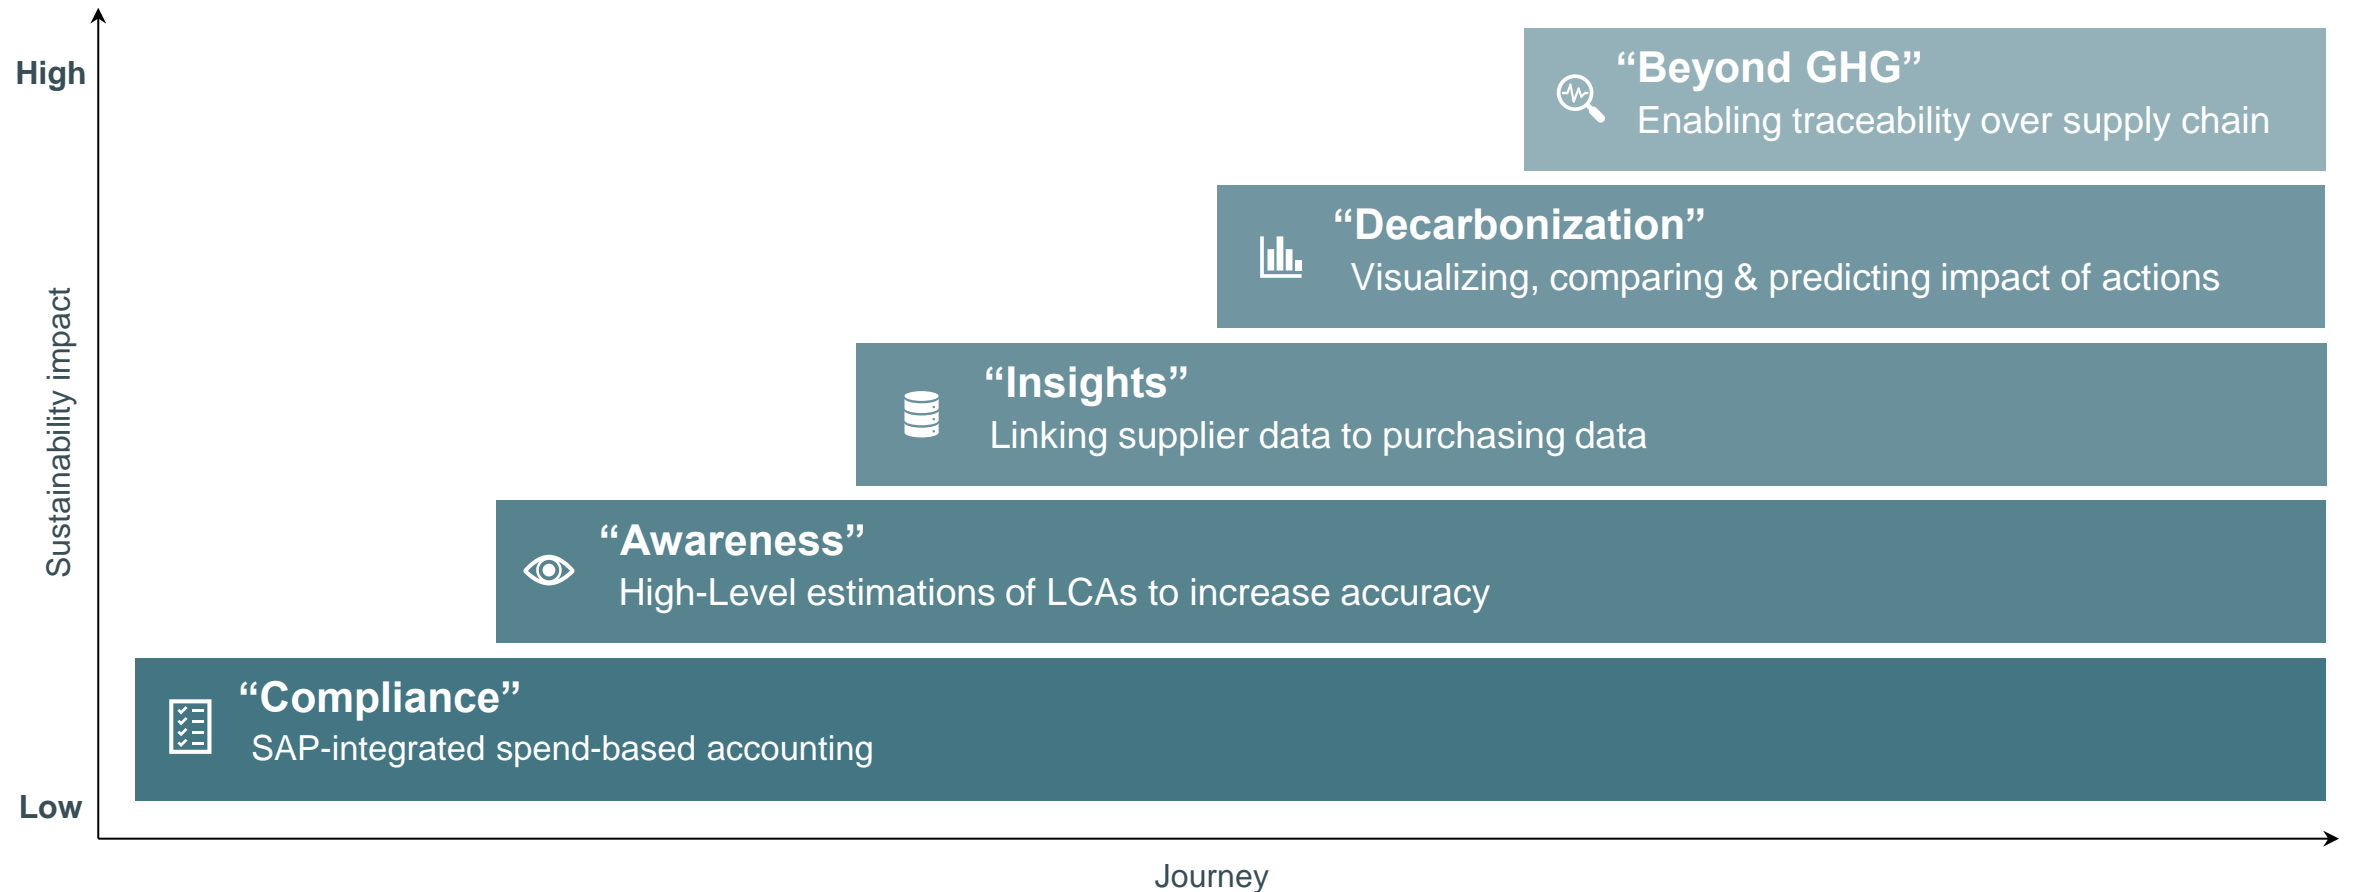 High
“Beyond GHG”
Enabling traceability over supply chain
“Decarbonization”
Visualizing, comparing & predicting impact of actions
Sustainability impact
“Insights”
Linking supplier data to purchasing data
“Awareness”
High-Level estimations of LCAs to increase accuracy
“Compliance”
SAP-integrated spend-based accounting
Low
Journey